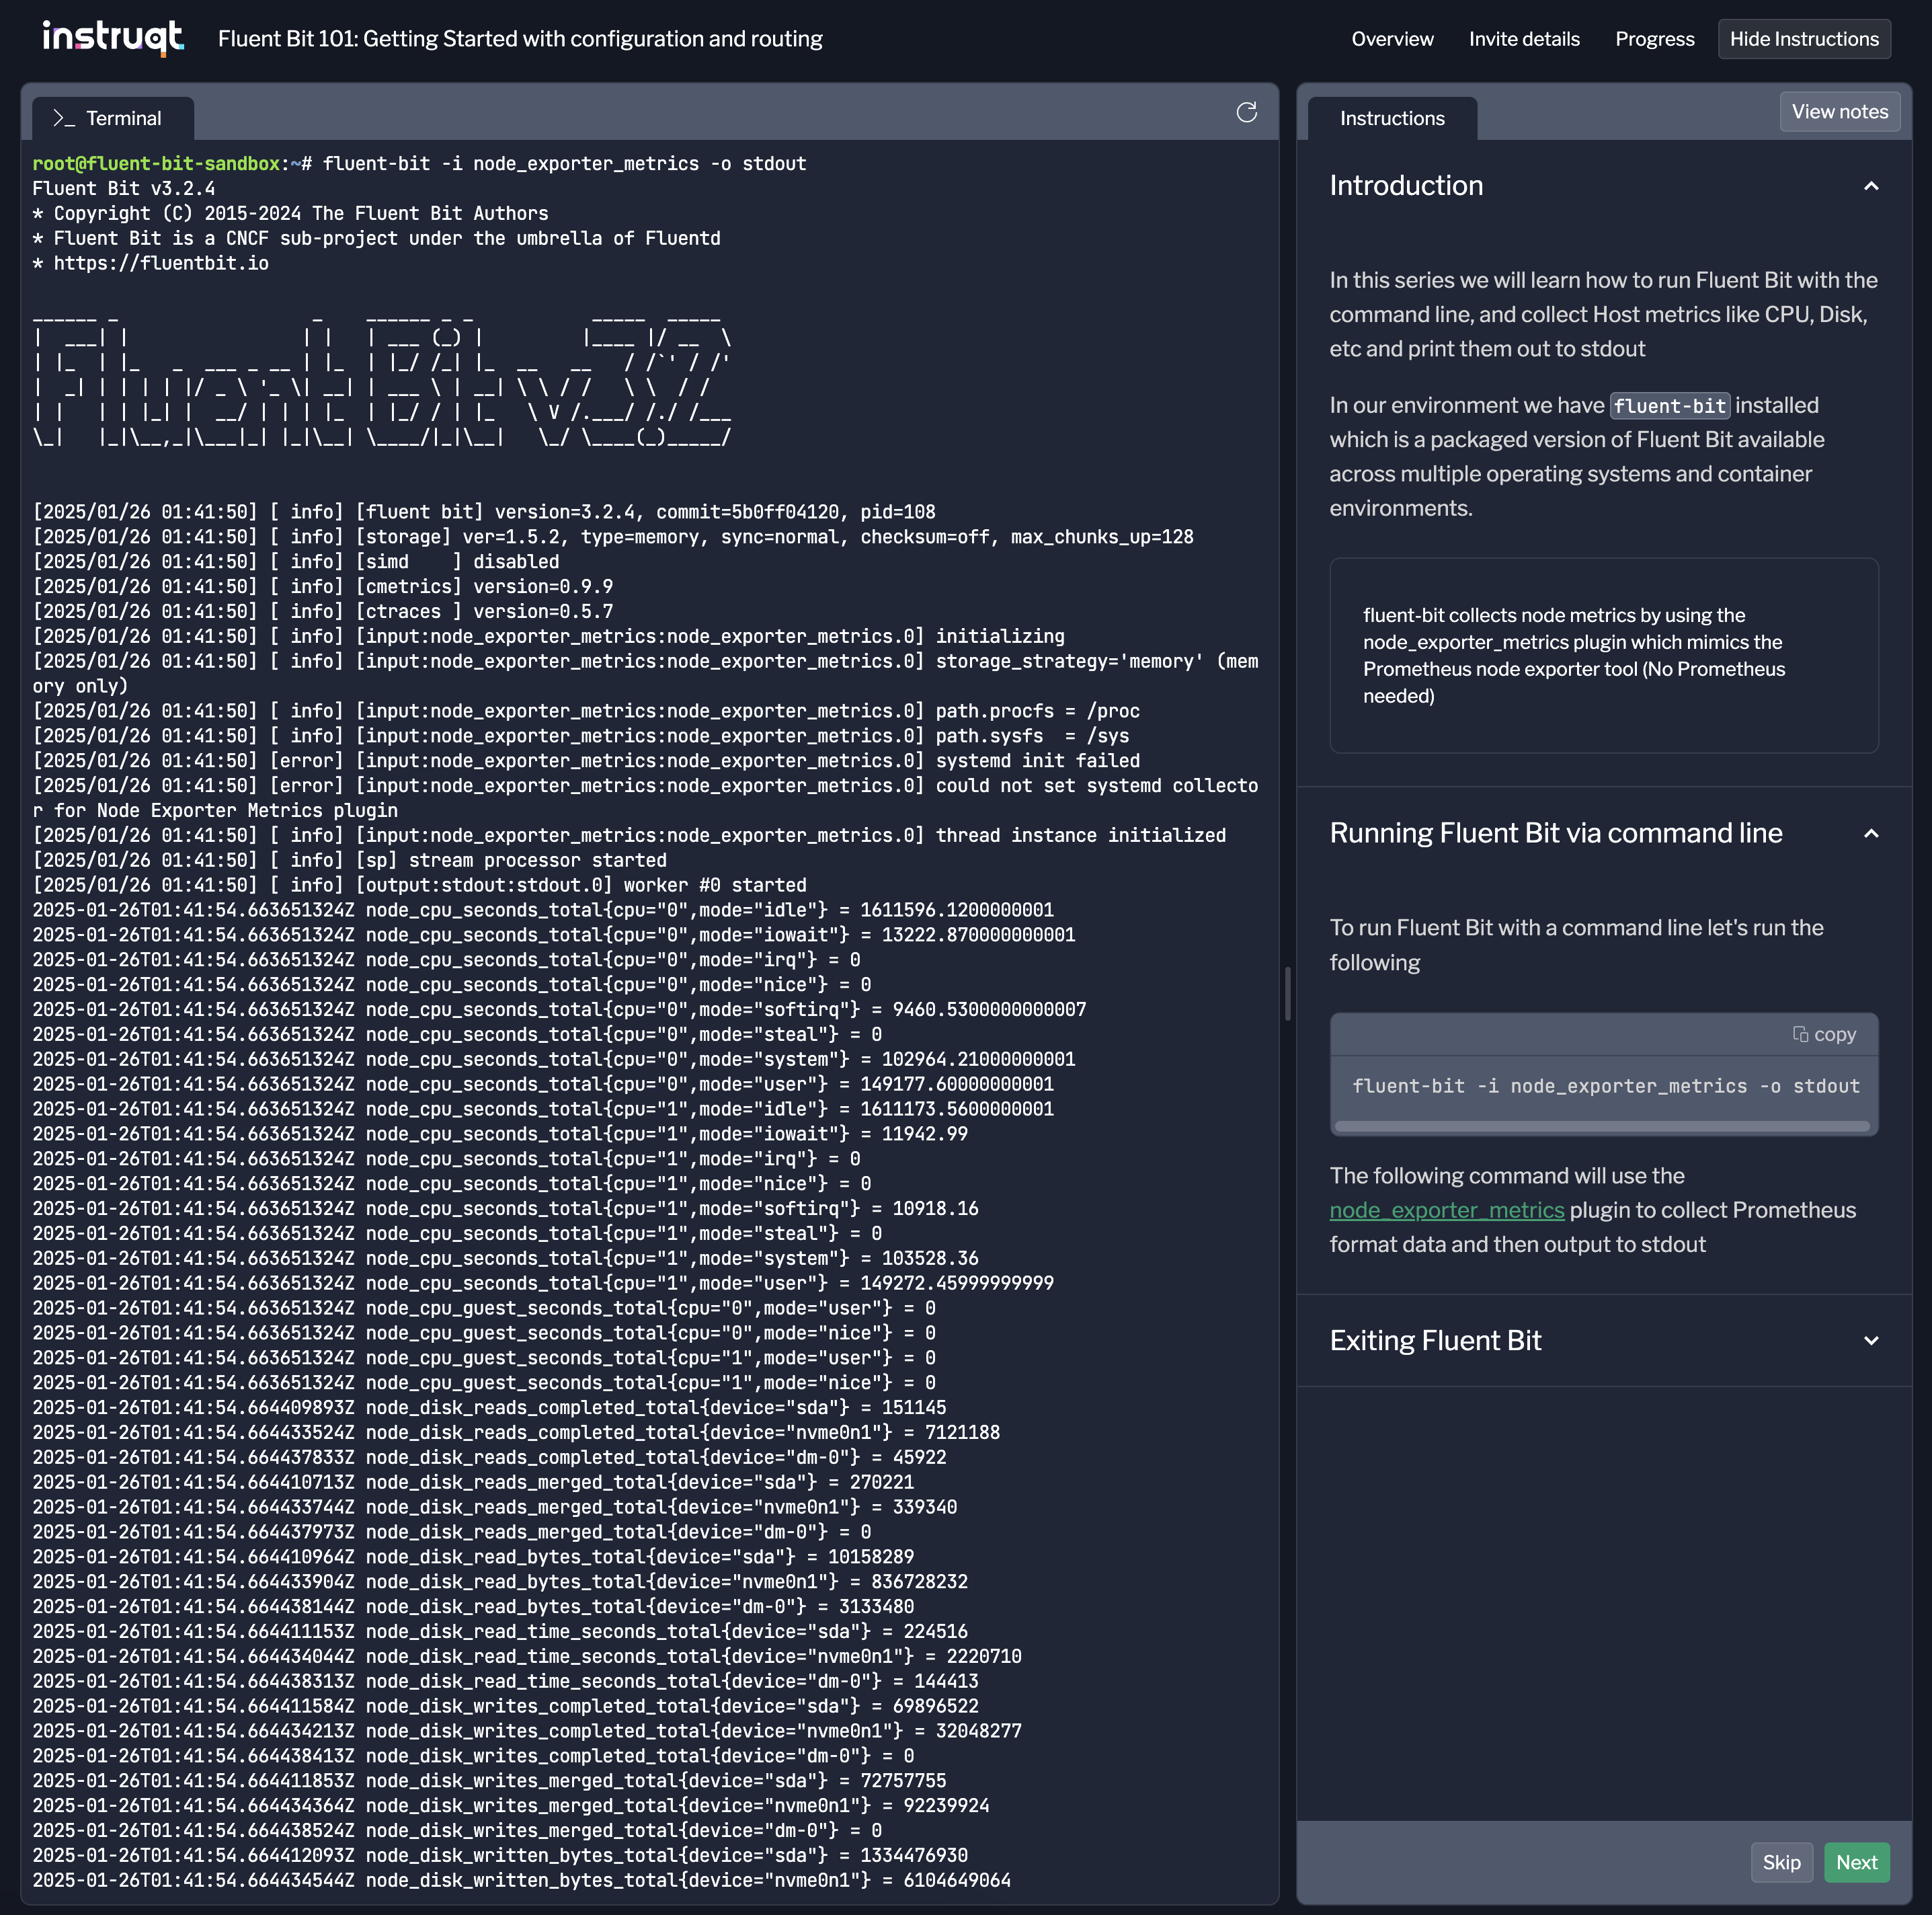 instruqt
Fluent Bit 101: Getting Started with configuration and routing
Overview
Invite details
Progress
Hide Instructions
>_ Terminal
root@fluent-bit-sandbox:~# fluent-bit -i node_exporter_metrics -o stdout
Fluent Bit v3.2.4
* Copyright (C) 2015-2024 The Fluent Bit Authors
* Fluent Bit is a CNCF sub-project under the umbrella of Fluentd
* https://fluentbit.io
Fluent Bit v3.2
[2025/01/26 01:41:50] [ info] [fluent bit] version=3.2.4, commit=5b0ff04120, pid=108
[2025/01/26 01:41:50] [ info] [storage] ver=1.5.2, type=memory, sync=normal, checksum=off, max_chunks_up=128
[2025/01/26 01:41:50] [ info] [simd    ] disabled
[2025/01/26 01:41:50] [ info] [cmetrics] version=0.9.9
[2025/01/26 01:41:50] [ info] [ctraces ] version=0.5.7
[2025/01/26 01:41:50] [ info] [input:node_exporter_metrics:node_exporter_metrics.0] initializing
[2025/01/26 01:41:50] [ info] [input:node_exporter_metrics:node_exporter_metrics.0] storage_strategy='memory' (mem
ory only)
[2025/01/26 01:41:50] [ info] [input:node_exporter_metrics:node_exporter_metrics.0] path.procfs = /proc
[2025/01/26 01:41:50] [ info] [input:node_exporter_metrics:node_exporter_metrics.0] path.sysfs  = /sys
[2025/01/26 01:41:50] [error] [input:node_exporter_metrics:node_exporter_metrics.0] systemd init failed
[2025/01/26 01:41:50] [error] [input:node_exporter_metrics:node_exporter_metrics.0] could not set systemd collecto
r for Node Exporter Metrics plugin
[2025/01/26 01:41:50] [ info] [input:node_exporter_metrics:node_exporter_metrics.0] thread instance initialized
[2025/01/26 01:41:50] [ info] [sp] stream processor started
[2025/01/26 01:41:50] [ info] [output:stdout:stdout.0] worker #0 started
2025-01-26T01:41:54.663651324Z node_cpu_seconds_total{cpu="0",mode="idle"} = 1611596.1200000001
2025-01-26T01:41:54.663651324Z node_cpu_seconds_total{cpu="0",mode="iowait"} = 13222.870000000001
2025-01-26T01:41:54.663651324Z node_cpu_seconds_total{cpu="0",mode="irq"} = 0
2025-01-26T01:41:54.663651324Z node_cpu_seconds_total{cpu="0",mode="nice"} = 0
2025-01-26T01:41:54.663651324Z node_cpu_seconds_total{cpu="0",mode="softirq"} = 9460.5300000000007
2025-01-26T01:41:54.663651324Z node_cpu_seconds_total{cpu="0",mode="steal"} = 0
2025-01-26T01:41:54.663651324Z node_cpu_seconds_total{cpu="0",mode="system"} = 102964.21000000001
2025-01-26T01:41:54.663651324Z node_cpu_seconds_total{cpu="0",mode="user"} = 149177.60000000001
2025-01-26T01:41:54.663651324Z node_cpu_seconds_total{cpu="1",mode="idle"} = 1611173.5600000001
2025-01-26T01:41:54.663651324Z node_cpu_seconds_total{cpu="1",mode="iowait"} = 11942.99
2025-01-26T01:41:54.663651324Z node_cpu_seconds_total{cpu="1",mode="irq"} = 0
2025-01-26T01:41:54.663651324Z node_cpu_seconds_total{cpu="1",mode="nice"} = 0
2025-01-26T01:41:54.663651324Z node_cpu_seconds_total{cpu="1",mode="softirq"} = 10918.16
2025-01-26T01:41:54.663651324Z node_cpu_seconds_total{cpu="1",mode="steal"} = 0
2025-01-26T01:41:54.663651324Z node_cpu_seconds_total{cpu="1",mode="system"} = 103528.36
2025-01-26T01:41:54.663651324Z node_cpu_seconds_total{cpu="1",mode="user"} = 149272.45999999999
2025-01-26T01:41:54.663651324Z node_cpu_guest_seconds_total{cpu="0",mode="user"} = 0
2025-01-26T01:41:54.663651324Z node_cpu_guest_seconds_total{cpu="0",mode="nice"} = 0
2025-01-26T01:41:54.663651324Z node_cpu_guest_seconds_total{cpu="1",mode="user"} = 0
2025-01-26T01:41:54.663651324Z node_cpu_guest_seconds_total{cpu="1",mode="nice"} = 0
2025-01-26T01:41:54.664409893Z node_disk_reads_completed_total{device="sda"} = 151145
2025-01-26T01:41:54.664433524Z node_disk_reads_completed_total{device="nvme0n1"} = 7121188
2025-01-26T01:41:54.664437833Z node_disk_reads_completed_total{device="dm-0"} = 45922
2025-01-26T01:41:54.664410713Z node_disk_reads_merged_total{device="sda"} = 270221
2025-01-26T01:41:54.664433744Z node_disk_reads_merged_total{device="nvme0n1"} = 339340
2025-01-26T01:41:54.664437973Z node_disk_reads_merged_total{device="dm-0"} = 0
2025-01-26T01:41:54.664410964Z node_disk_read_bytes_total{device="sda"} = 10158289
2025-01-26T01:41:54.664433904Z node_disk_read_bytes_total{device="nvme0n1"} = 836728232
2025-01-26T01:41:54.664438144Z node_disk_read_bytes_total{device="dm-0"} = 3133480
2025-01-26T01:41:54.664411153Z node_disk_read_time_seconds_total{device="sda"} = 224516
2025-01-26T01:41:54.664434044Z node_disk_read_time_seconds_total{device="nvme0n1"} = 2220710
2025-01-26T01:41:54.664438313Z node_disk_read_time_seconds_total{device="dm-0"} = 144413
2025-01-26T01:41:54.664411584Z node_disk_writes_completed_total{device="sda"} = 69896522
2025-01-26T01:41:54.664434213Z node_disk_writes_completed_total{device="nvme0n1"} = 32048277
2025-01-26T01:41:54.664438413Z node_disk_writes_completed_total{device="dm-0"} = 0
2025-01-26T01:41:54.664411853Z node_disk_writes_merged_total{device="sda"} = 72757755
2025-01-26T01:41:54.664434364Z node_disk_writes_merged_total{device="nvme0n1"} = 92239924
2025-01-26T01:41:54.664438524Z node_disk_writes_merged_total{device="dm-0"} = 0
2025-01-26T01:41:54.664412093Z node_disk_written_bytes_total{device="sda"} = 1334476930
2025-01-26T01:41:54.664434544Z node_disk_written_bytes_total{device="nvme0n1"} = 6104649064
Instructions
View notes
Introduction
In this series we will learn how to run Fluent Bit with the
command line, and collect Host metrics like CPU, Disk,
etc and print them out to stdout
In our environment we have fluent-bit installed
which is a packaged version of Fluent Bit available
across multiple operating systems and container
environments.
fluent-bit collects node metrics by using the
node_exporter_metrics plugin which mimics the
Prometheus node exporter tool (No Prometheus
needed)
Running Fluent Bit via command line
To run Fluent Bit with a command line let's run the
following
copy
fluent-bit -i node_exporter_metrics -o stdout
The following command will use the
node_exporter_metrics plugin to collect Prometheus
format data and then output to stdout
Exiting Fluent Bit
Skip
Next